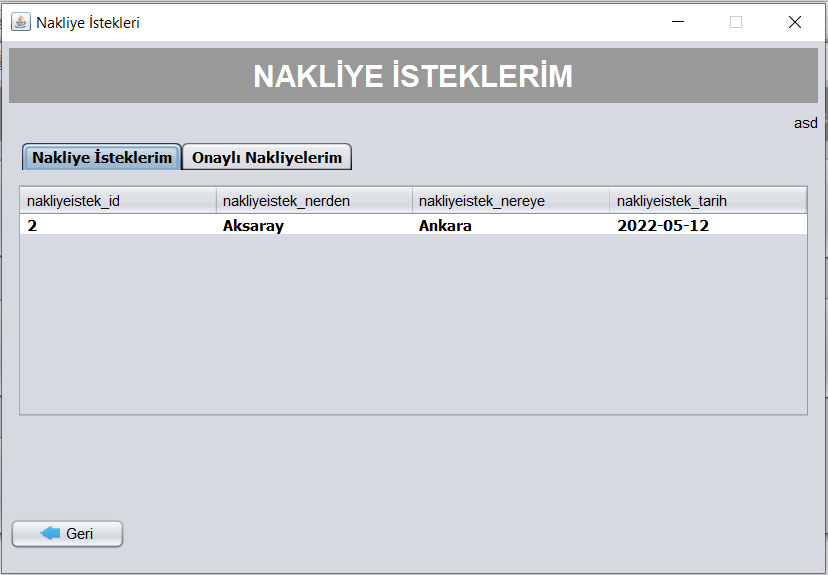 Nakliye İstekleri
NAKLİYE İSTEKLERİM
asd
Nakliye İsteklerim Onaylı Nakliyelerim
nakliyeistek_id nakliyeistek_nerden nakliyeistek_nereye nakliyeistek_tarih
2 Aksaray Ankara 2022-05-12
Geri